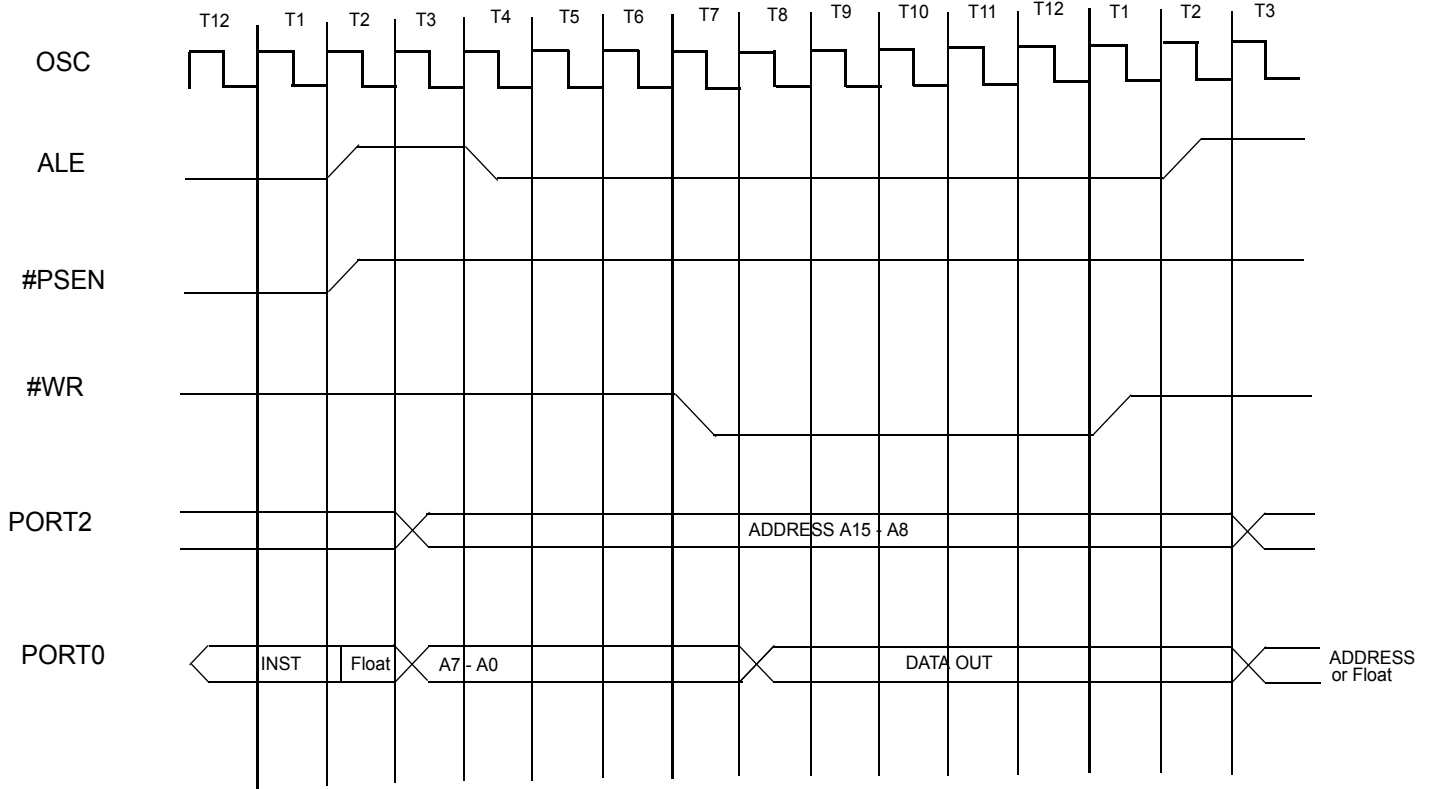 T12 T1 T2 T3 T4 T5 T6 T7 T8 T9 T10 T11 T12 T1 T2 T3
OSC
ALE
#PSEN
#WR
PORT2 ADDRESS A15 - A8
PORT0 INST Float A7 - A0 DATA OUT ADDRESS
or Float